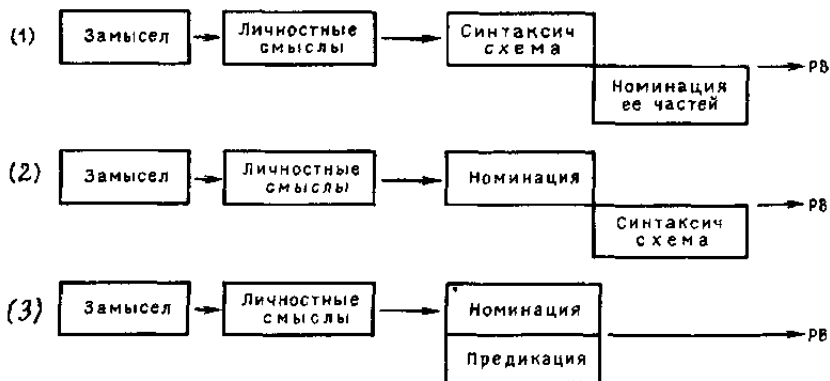 (1) Замысел Личностные смыслы Синтаксич схема РВ
Номинация ее частей
(2) Замысел Личностные смыслы Номинация РВ
Синтаксич схема
(3) Замысел Личностные смыслы Номинация РВ
Предикация